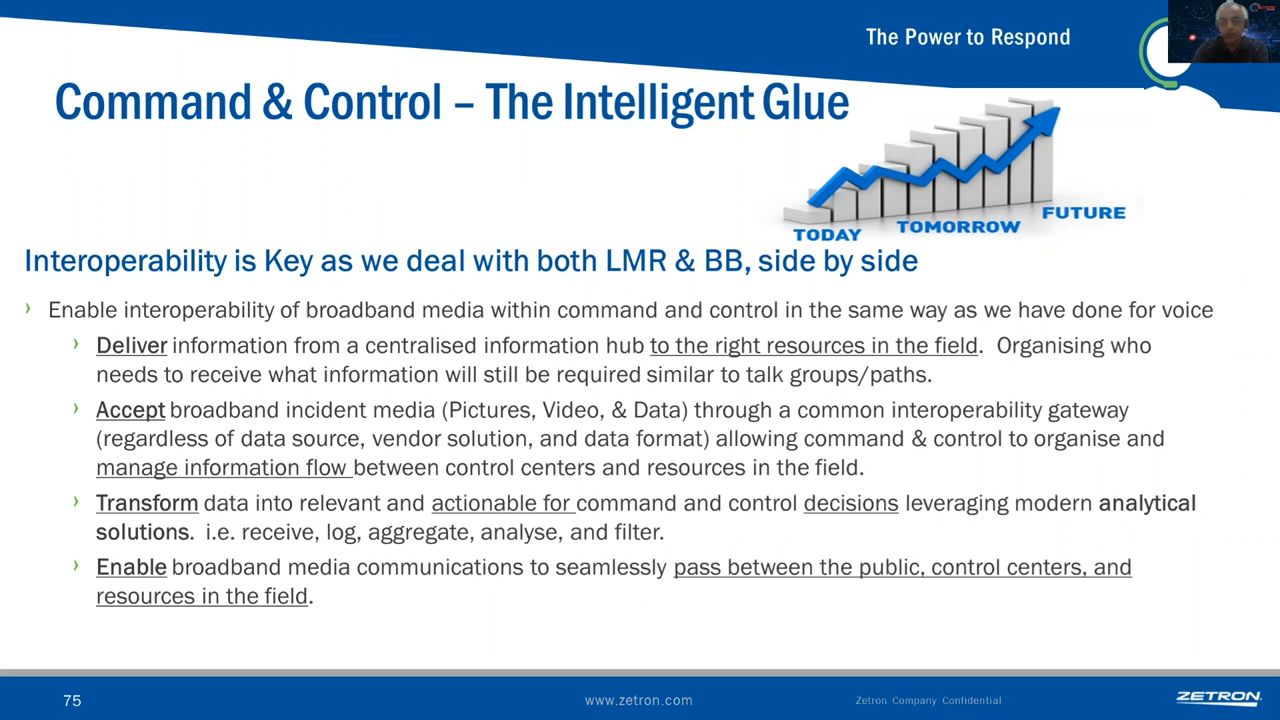 The Power to Respond
Command & Control – The Intelligent Glue
TODAY
TOMORROW
FUTURE
Interoperability is Key as we deal with both LMR & BB, side by side
› Enable interoperability of broadband media within command and control in the same way as we have done for voice
› Deliver information from a centralised information hub to the right resources in the field. Organising who
needs to receive what information will still be required similar to talk groups/paths.
› Accept broadband incident media (Pictures, Video, & Data) through a common interoperability gateway
(regardless of data source, vendor solution, and data format) allowing command & control to organise and
manage information flow between control centers and resources in the field.
› Transform data into relevant and actionable for command and control decisions leveraging modern analytical
solutions. i.e. receive, log, aggregate, analyse, and filter.
› Enable broadband media communications to seamlessly pass between the public, control centers, and
resources in the field.
75
www.zetron.com
Zetron Company Confidential
ZETRON